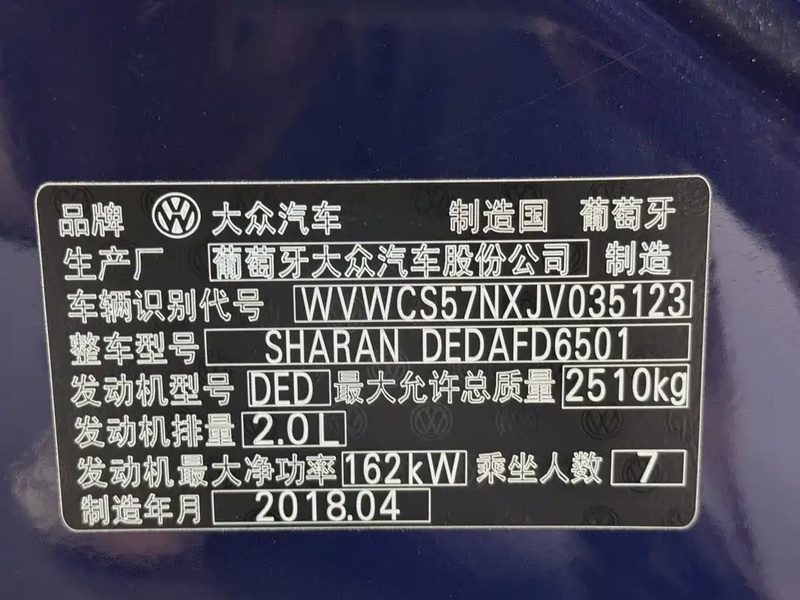 品牌 大众汽车 制造国 葡萄牙
生产厂 葡萄牙大众汽车股份公司 制造
车辆识别代号 WVWCS57NXJV035123
整车型号 SHARAN DEDAFD6501
发动机型号 DED 最大允许总质量 2510kg
发动机排量 2.0L
发动机最大净功率 162kW 乘坐人数 7
制造年月 2018.04